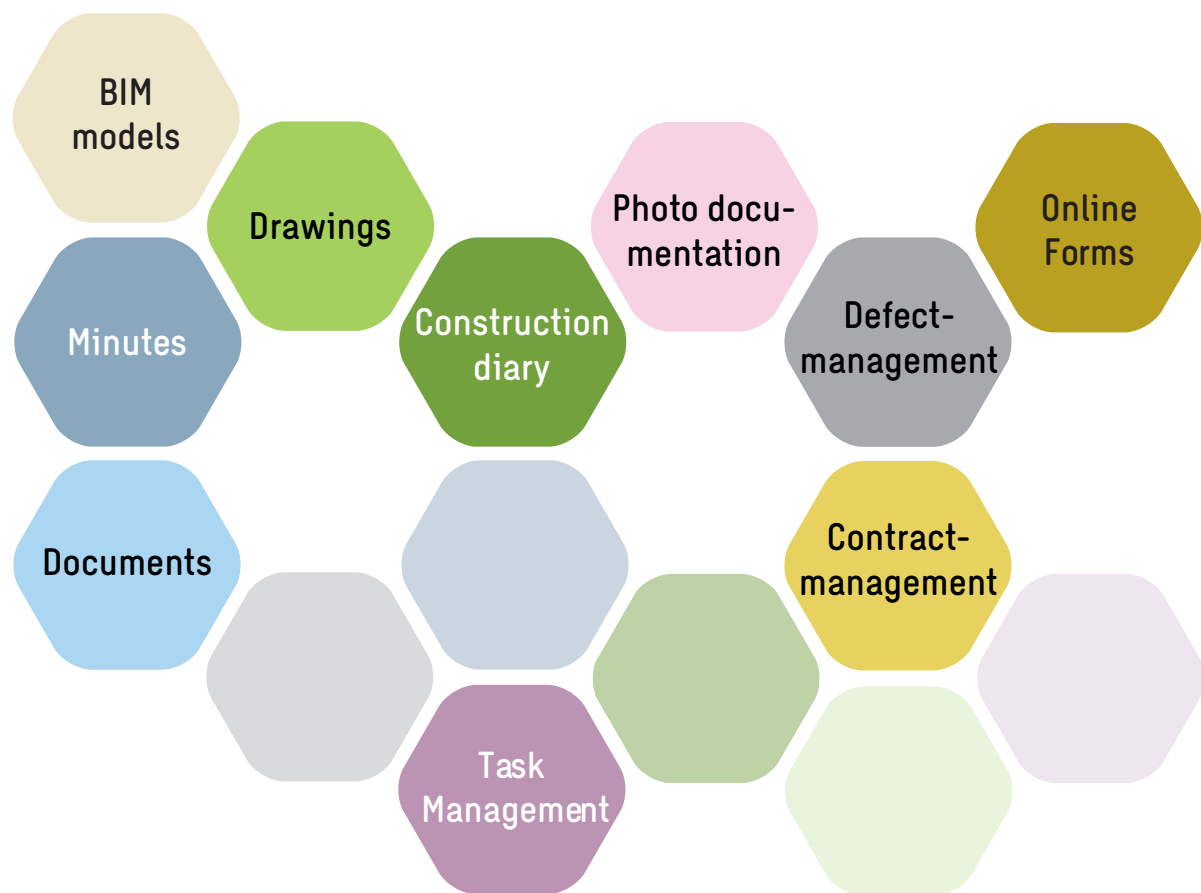 BIM
models
Drawings
Photo docu-
mentation
Online
Forms
Minutes
Construction
diary
Defect-
management
Documents
Contract-
management
Task
Management